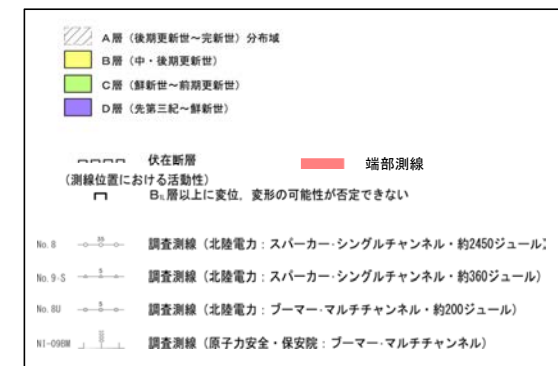 A層（後期更新世～完新世）分布域
B層（中・後期更新世）
C層（鮮新世～前期更新世）
D層（先第三紀～鮮新世）
伏在断層 端部測線
（測線位置における活動性）
B1L層以上に変位，変形の可能性が否定できない
No.8 調査測線（北陸電力：スパーカー・シングルチャンネル・約2450ジュール）
No.9-S 5 調査測線（北陸電力：スパーカー・シングルチャンネル・約360ジュール）
No.8U 5 調査測線（北陸電力：ブーマー・マルチチャンネル・約200ジュール）
NI-09BM 調査測線（原子力安全・保安院：ブーマー・マルチチャンネル）